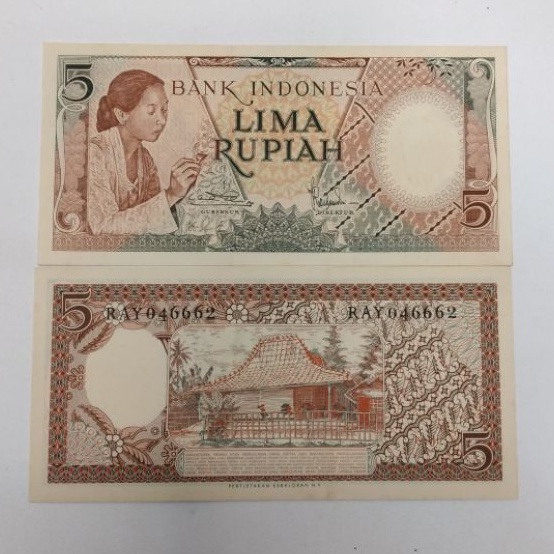 5
BANK INDONESIA
LIMA
RUPIAH
GUBERNUR DIREKTUR
5
5
RAY046662 RAY046662
5
PERTJETAKAN KEBAJORAN N.V.